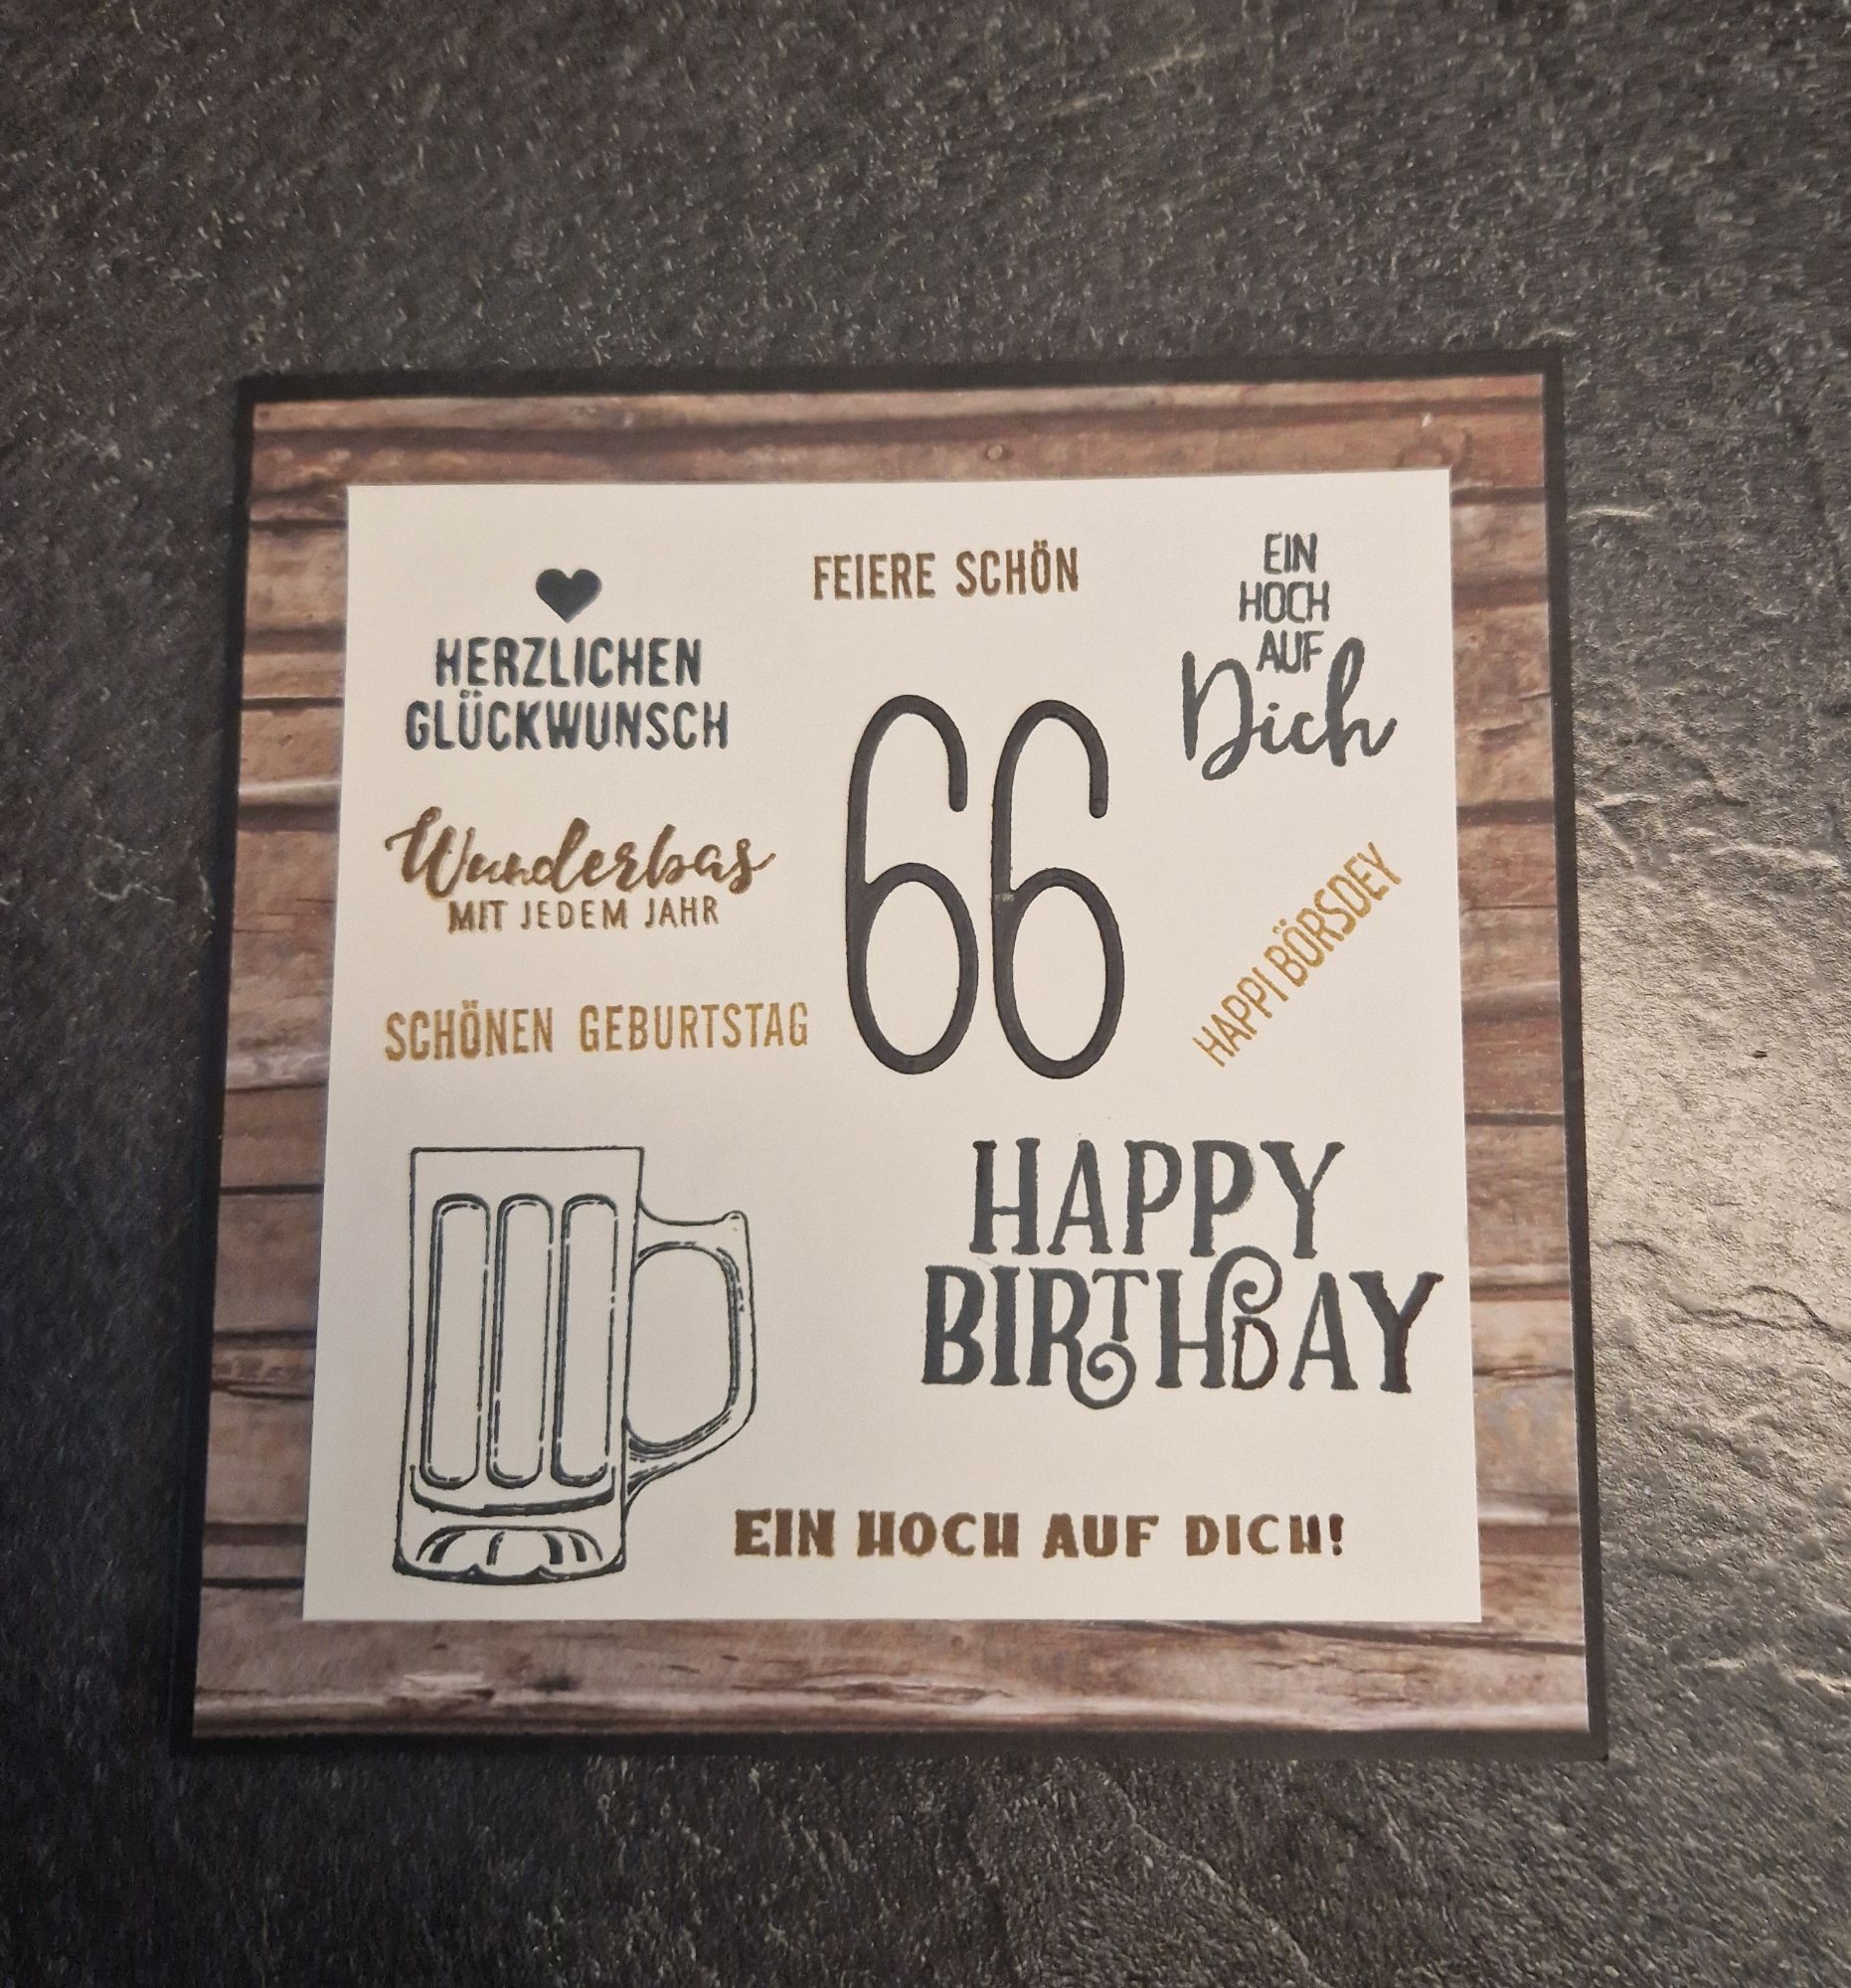 FEIERE SCHÖN
EIN
HOCH
AUF
Dich
HERZLICHEN
GLÜCKWUNSCH
66
Wunderbar
MIT JEDEM JAHR
HAPPI BÖRSDEY
SCHÖNEN GEBURTSTAG
HAPPY
BIRTHDAY
EIN HOCH AUF DICH!